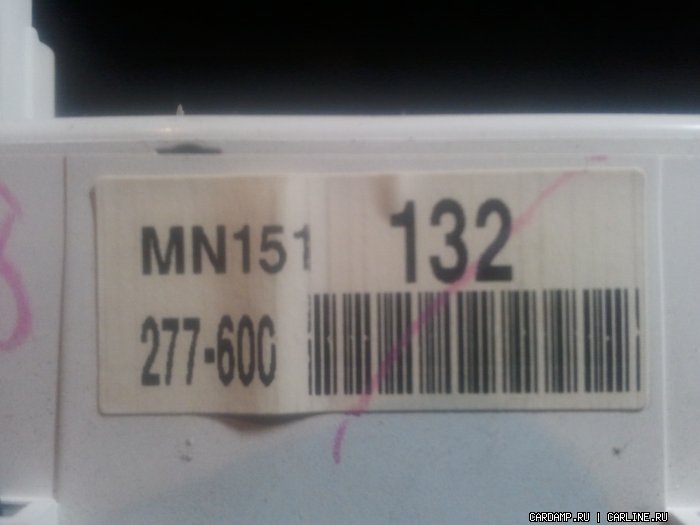 MN151 132
277-600
CARDAMP.RU | CARLINE.RU